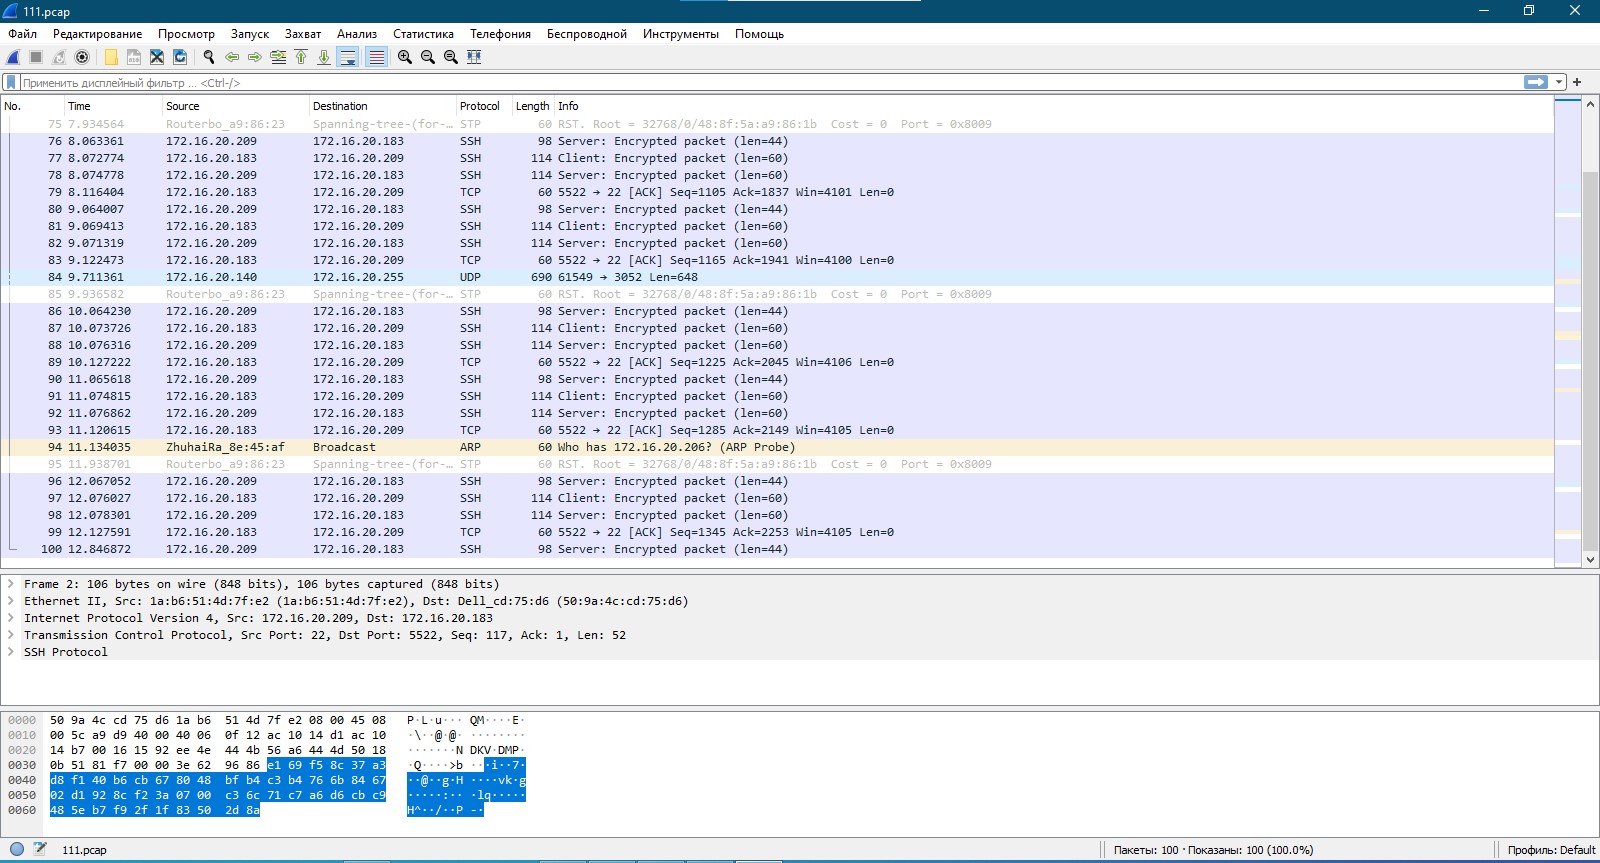 111.pcap
Файл Редактирование Просмотр Запуск Захват Анализ Статистика Телефония Беспроводной Инструменты Помощь
Применить дисплейный фильтр ... <Ctrl-/>
No. Time Source Destination Protocol Length Info
75 7.934564 Routerbo_a9:86:23 Spanning-tree-(for-… STP 60 RST. Root = 32768/0/48:8f:5a:a9:86:1b Cost = 0 Port = 0x8009
76 8.063361 172.16.20.209 172.16.20.183 SSH 98 Server: Encrypted packet (len=44)
77 8.072774 172.16.20.183 172.16.20.209 SSH 114 Client: Encrypted packet (len=60)
78 8.074778 172.16.20.209 172.16.20.183 SSH 114 Server: Encrypted packet (len=60)
79 8.116404 172.16.20.183 172.16.20.209 TCP 60 5522 → 22 [ACK] Seq=1105 Ack=1837 Win=4101 Len=0
80 9.064007 172.16.20.209 172.16.20.183 SSH 98 Server: Encrypted packet (len=44)
81 9.069413 172.16.20.183 172.16.20.209 SSH 114 Client: Encrypted packet (len=60)
82 9.071319 172.16.20.209 172.16.20.183 SSH 114 Server: Encrypted packet (len=60)
83 9.122473 172.16.20.183 172.16.20.209 TCP 60 5522 → 22 [ACK] Seq=1165 Ack=1941 Win=4100 Len=0
84 9.711361 172.16.20.140 172.16.20.255 UDP 690 61549 → 3052 Len=648
85 9.936582 Routerbo_a9:86:23 Spanning-tree-(for-… STP 60 RST. Root = 32768/0/48:8f:5a:a9:86:1b Cost = 0 Port = 0x8009
86 10.064230 172.16.20.209 172.16.20.183 SSH 98 Server: Encrypted packet (len=44)
87 10.073726 172.16.20.183 172.16.20.209 SSH 114 Client: Encrypted packet (len=60)
88 10.076316 172.16.20.209 172.16.20.183 SSH 114 Server: Encrypted packet (len=60)
89 10.127222 172.16.20.183 172.16.20.209 TCP 60 5522 → 22 [ACK] Seq=1225 Ack=2045 Win=4106 Len=0
90 11.065618 172.16.20.209 172.16.20.183 SSH 98 Server: Encrypted packet (len=44)
91 11.074815 172.16.20.183 172.16.20.209 SSH 114 Client: Encrypted packet (len=60)
92 11.076862 172.16.20.209 172.16.20.183 SSH 114 Server: Encrypted packet (len=60)
93 11.120615 172.16.20.183 172.16.20.209 TCP 60 5522 → 22 [ACK] Seq=1285 Ack=2149 Win=4105 Len=0
94 11.134035 ZhuhaiRa_8e:45:af Broadcast ARP 60 Who has 172.16.20.206? (ARP Probe)
95 11.938701 Routerbo_a9:86:23 Spanning-tree-(for-… STP 60 RST. Root = 32768/0/48:8f:5a:a9:86:1b Cost = 0 Port = 0x8009
96 12.067052 172.16.20.209 172.16.20.183 SSH 98 Server: Encrypted packet (len=44)
97 12.076027 172.16.20.183 172.16.20.209 SSH 114 Client: Encrypted packet (len=60)
98 12.078301 172.16.20.209 172.16.20.183 SSH 114 Server: Encrypted packet (len=60)
99 12.127591 172.16.20.183 172.16.20.209 TCP 60 5522 → 22 [ACK] Seq=1345 Ack=2253 Win=4105 Len=0
100 12.846872 172.16.20.209 172.16.20.183 SSH 98 Server: Encrypted packet (len=44)
Frame 2: 106 bytes on wire (848 bits), 106 bytes captured (848 bits)
Ethernet II, Src: 1a:b6:51:4d:7f:e2 (1a:b6:51:4d:7f:e2), Dst: Dell_cd:75:d6 (50:9a:4c:cd:75:d6)
Internet Protocol Version 4, Src: 172.16.20.209, Dst: 172.16.20.183
Transmission Control Protocol, Src Port: 22, Dst Port: 5522, Seq: 117, Ack: 1, Len: 52
SSH Protocol
0000 50 9a 4c cd 75 d6 1a b6 51 4d 7f e2 08 00 45 08 P·L·u··· QM····E·
0010 00 5c a9 d9 40 00 40 06 0f 12 ac 10 14 d1 ac 10 ·\··@·@· ········
0020 14 b7 00 16 15 92 ee 4e 44 4b 56 a6 44 4d 50 18 ·······N DKV·DMP·
0030 0b 51 81 f7 00 00 3e 62 96 86 e1 69 f5 8c 37 a3 ·Q····>b ···i··7·
0040 d8 f1 40 b6 cb 67 80 48 bf b4 c3 b4 76 6b 84 67 ··@··g·H ····vk·g
0050 02 d1 92 8c f2 3a 07 00 c3 6c 71 c7 a6 d6 cb c9 ·····:·· ·lq·····
0060 48 5e b7 f9 2f 1f 83 50 2d 8a H^··/··P -·
111.pcap Пакеты: 100 · Показаны: 100 (100.0%) Профиль: Default